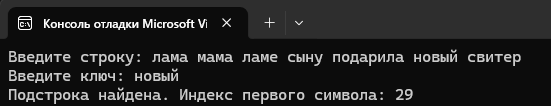 Консоль отладки Microsoft Vi
Введите строку: лама мама ламе сыну подарила новый свитер
Введите ключ: новый
Подстрока найдена. Индекс первого символа: 29